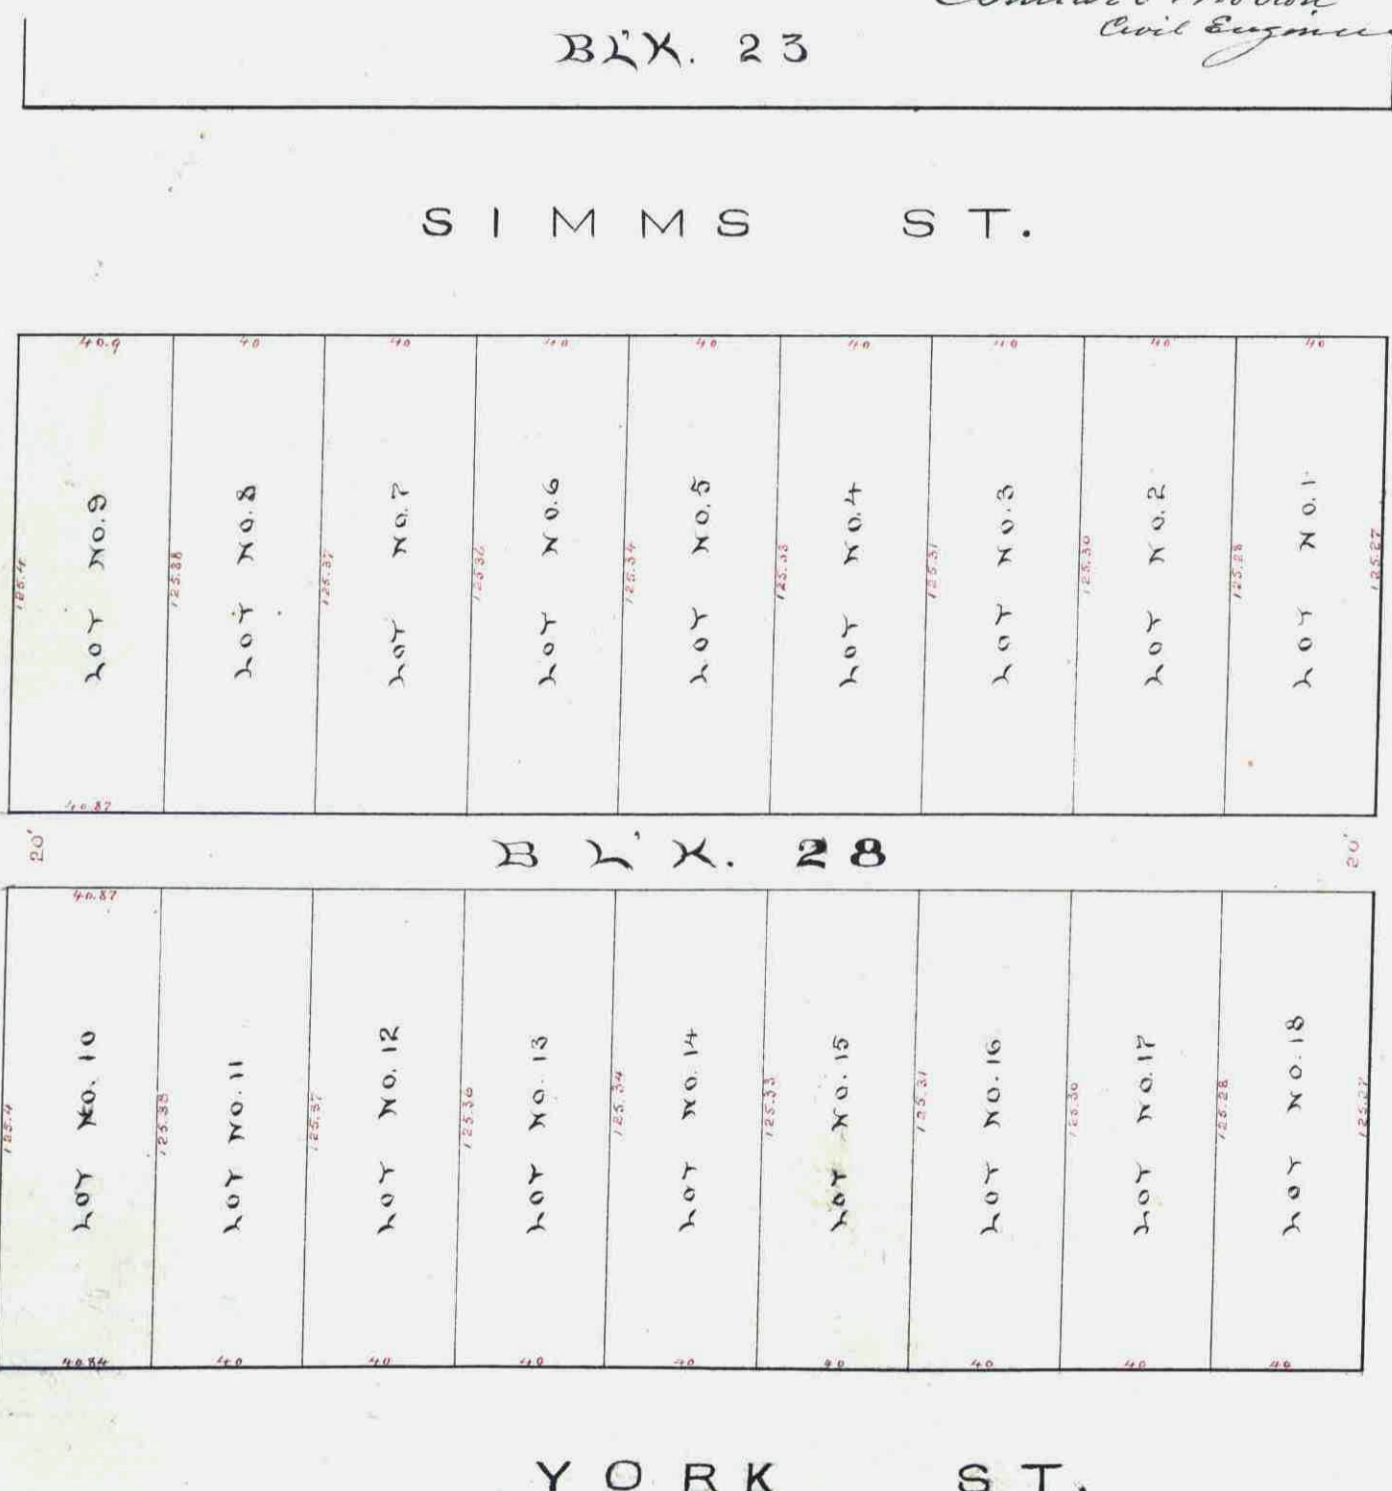 Civil Engineer
BL'K. 23
SIMMS ST.
40.9 40 40 40 40 40 40 40 40
LOT NO.9
LOT NO.8
LOT NO.7
LOT NO.6
LOT NO.5
LOT NO.4
LOT NO.3
LOT NO.2
LOT NO.1
125.4 125.38 125.37 125.36 125.34 125.33 125.31 125.30 125.28 125.27
40.87
20' BL'K. 28 20'
40.87
LOT NO.10
LOT NO.11
LOT NO.12
LOT NO.13
LOT NO.14
LOT NO.15
LOT NO.16
LOT NO.17
LOT NO.18
125.4 125.38 125.37 125.36 125.34 125.33 125.31 125.30 125.28 125.27
40.84 40 40 40 40 40 40 40 40
YORK ST.